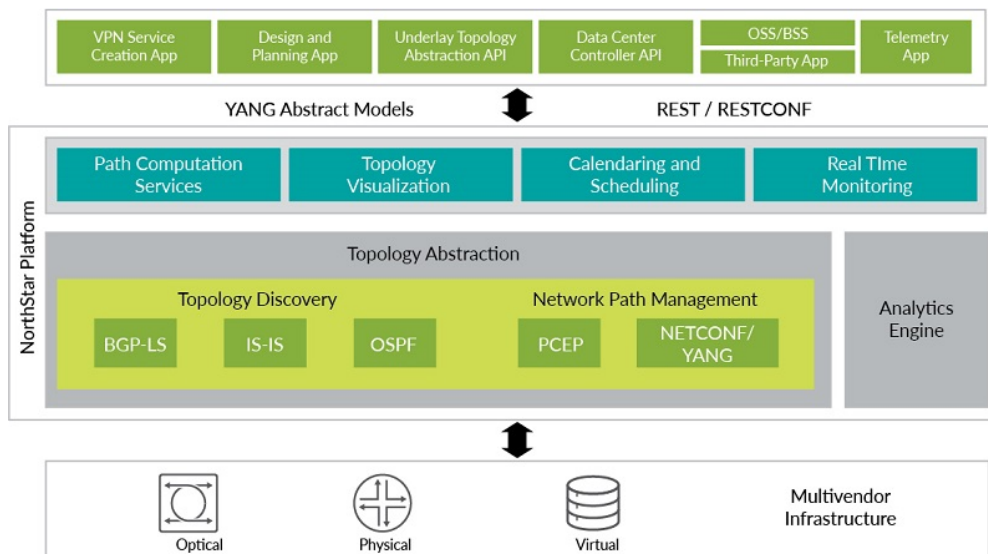 VPN Service
Creation App
Design and
Planning App
Underlay Topology
Abstraction API
Data Center
Controller API
OSS/BSS
Third-Party App
Telemetry
App
YANG Abstract Models
REST / RESTCONF
NorthStar Platform
Path Computation
Services
Topology
Visualization
Calendaring and
Scheduling
Real TIme
Monitoring
Topology Abstraction
Topology Discovery
BGP-LS
IS-IS
OSPF
Network Path Management
PCEP
NETCONF/
YANG
Analytics
Engine
Optical
Physical
Virtual
Multivendor
Infrastructure